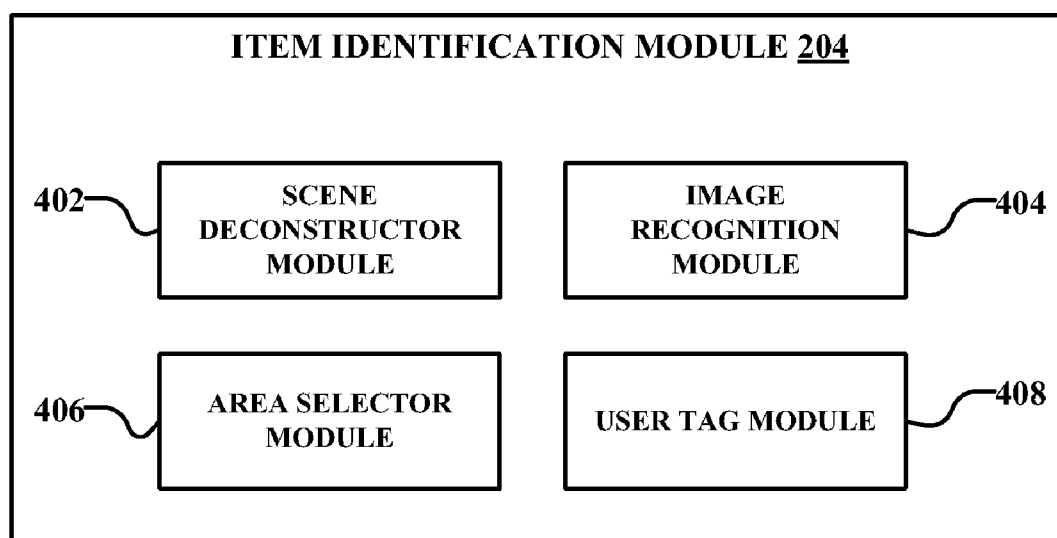 ITEM IDENTIFICATION MODULE 204
402
SCENE
DECONSTRUCTOR
MODULE
IMAGE
RECOGNITION
MODULE
404
406
AREA SELECTOR
MODULE
USER TAG MODULE
408